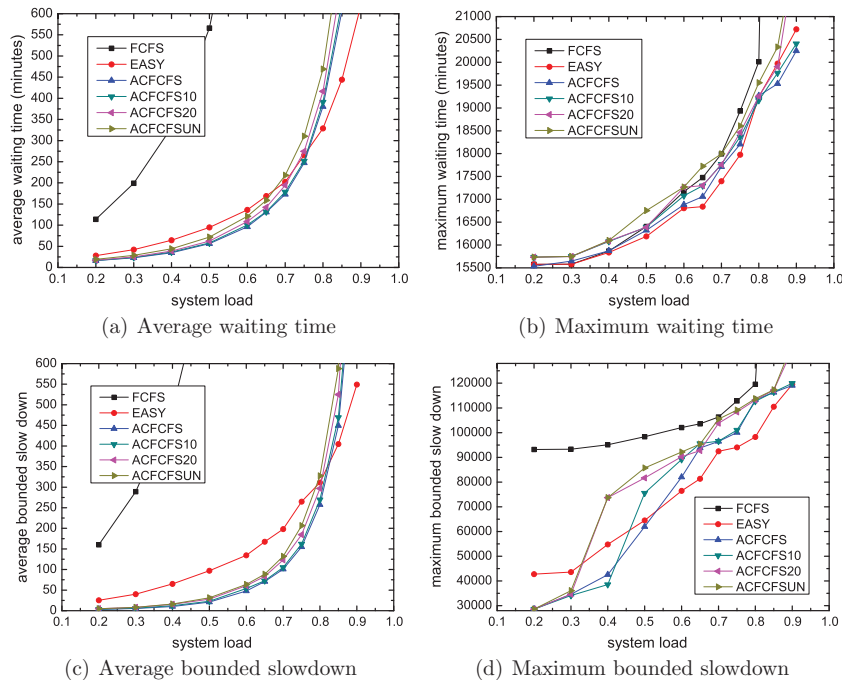 average waiting time (minutes)
600
550
500
450
400
350
300
250
200
150
100
50
0
FCFS
EASY
ACFCFS
ACFCFS10
ACFCFS20
ACFCFSUN
0.1 0.2 0.3 0.4 0.5 0.6 0.7 0.8 0.9 1.0
system load
(a) Average waiting time
maximum waiting time (minutes)
21000
20500
20000
19500
19000
18500
18000
17500
17000
16500
16000
15500
FCFS
EASY
ACFCFS
ACFCFS10
ACFCFS20
ACFCFSUN
0.1 0.2 0.3 0.4 0.5 0.6 0.7 0.8 0.9 1.0
system load
(b) Maximum waiting time
average bounded slow down
600
550
500
450
400
350
300
250
200
150
100
50
0
FCFS
EASY
ACFCFS
ACFCFS10
ACFCFS20
ACFCFSUN
0.1 0.2 0.3 0.4 0.5 0.6 0.7 0.8 0.9 1.0
system load
(c) Average bounded slowdown
maximum bounded slow down
120000
110000
100000
90000
80000
70000
60000
50000
40000
30000
FCFS
EASY
ACFCFS
ACFCFS10
ACFCFS20
ACFCFSUN
0.1 0.2 0.3 0.4 0.5 0.6 0.7 0.8 0.9 1.0
system load
(d) Maximum bounded slowdown